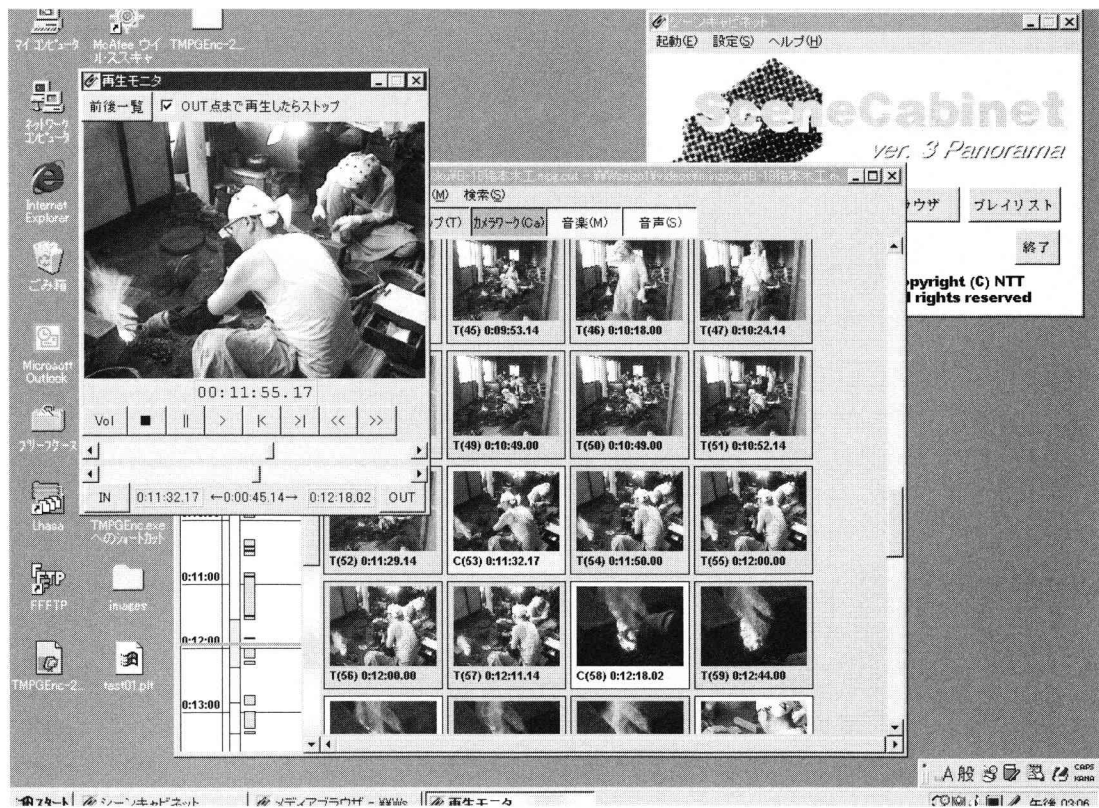 マイ コンピュータ
McAfee ウイ
ルススキャ
TMPGEnc-2...
ネットワーク
コンピュータ
Internet
Explorer
ごみ箱
Microsoft
Outlook
ブリーフケース
Lhasa
TMPGEnc.exe
へのショートカット
FFFTP
images
TMPGEnc-2...
test01.plt
再生モニタ
前後一覧
OUT点まで再生したらストップ
00:11:55.17
Vol ■ || > |< >| << >>
IN 0:11:32.17 ←0:00:45.14→ 0:12:18.02 OUT
シーンキャビネット
起動(E) 設定(S) ヘルプ(H)
SceneCabinet
ver. 3 Panorama
ウザ
プレイリスト
終了
pyright (C) NTT
l rights reserved
(M) 検索(S)
プ(T) カメラワーク(Ca) 音楽(M) 音声(S)
T(45) 0:09:53.14
T(46) 0:10:18.00
T(47) 0:10:24.14
T(49) 0:10:49.00
T(50) 0:10:49.00
T(51) 0:10:52.14
T(52) 0:11:29.14
C(53) 0:11:32.17
T(54) 0:11:50.00
T(55) 0:12:00.00
T(56) 0:12:00.00
T(57) 0:12:11.14
C(58) 0:12:18.02
T(59) 0:12:44.00
0:11:00
0:12:00
0:13:00
A 般
CAPS
KANA
スタート
シーンキャビネット
メディアブラウザ - ¥¥Ws...
再生モニタ
午後 03:06